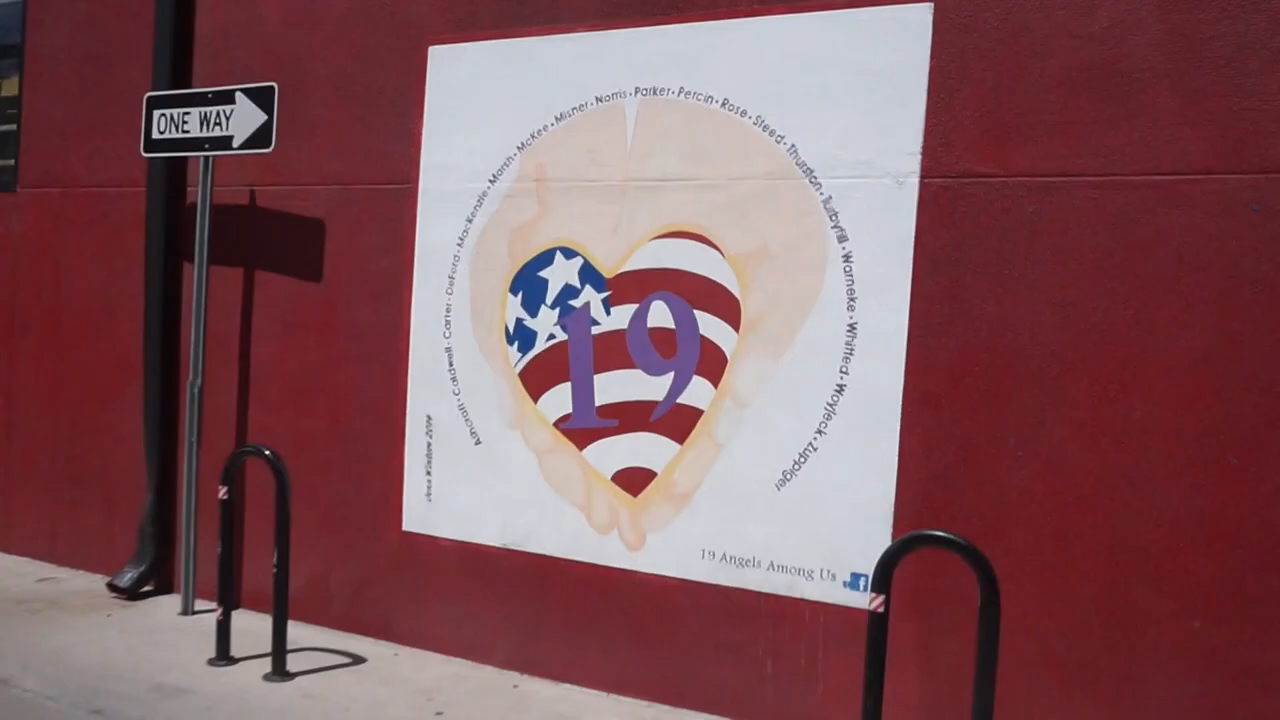 ONE WAY
Ashcraft • Caldwell • Carter • DeFord • MacKenzie • Marsh • McKee • Misner • Norris • Parker • Percin • Rose • Steed • Thurston • Turbyfill • Warneke • Whitted • Woyjeck • Zuppiger
19
19 Angels Among Us
f